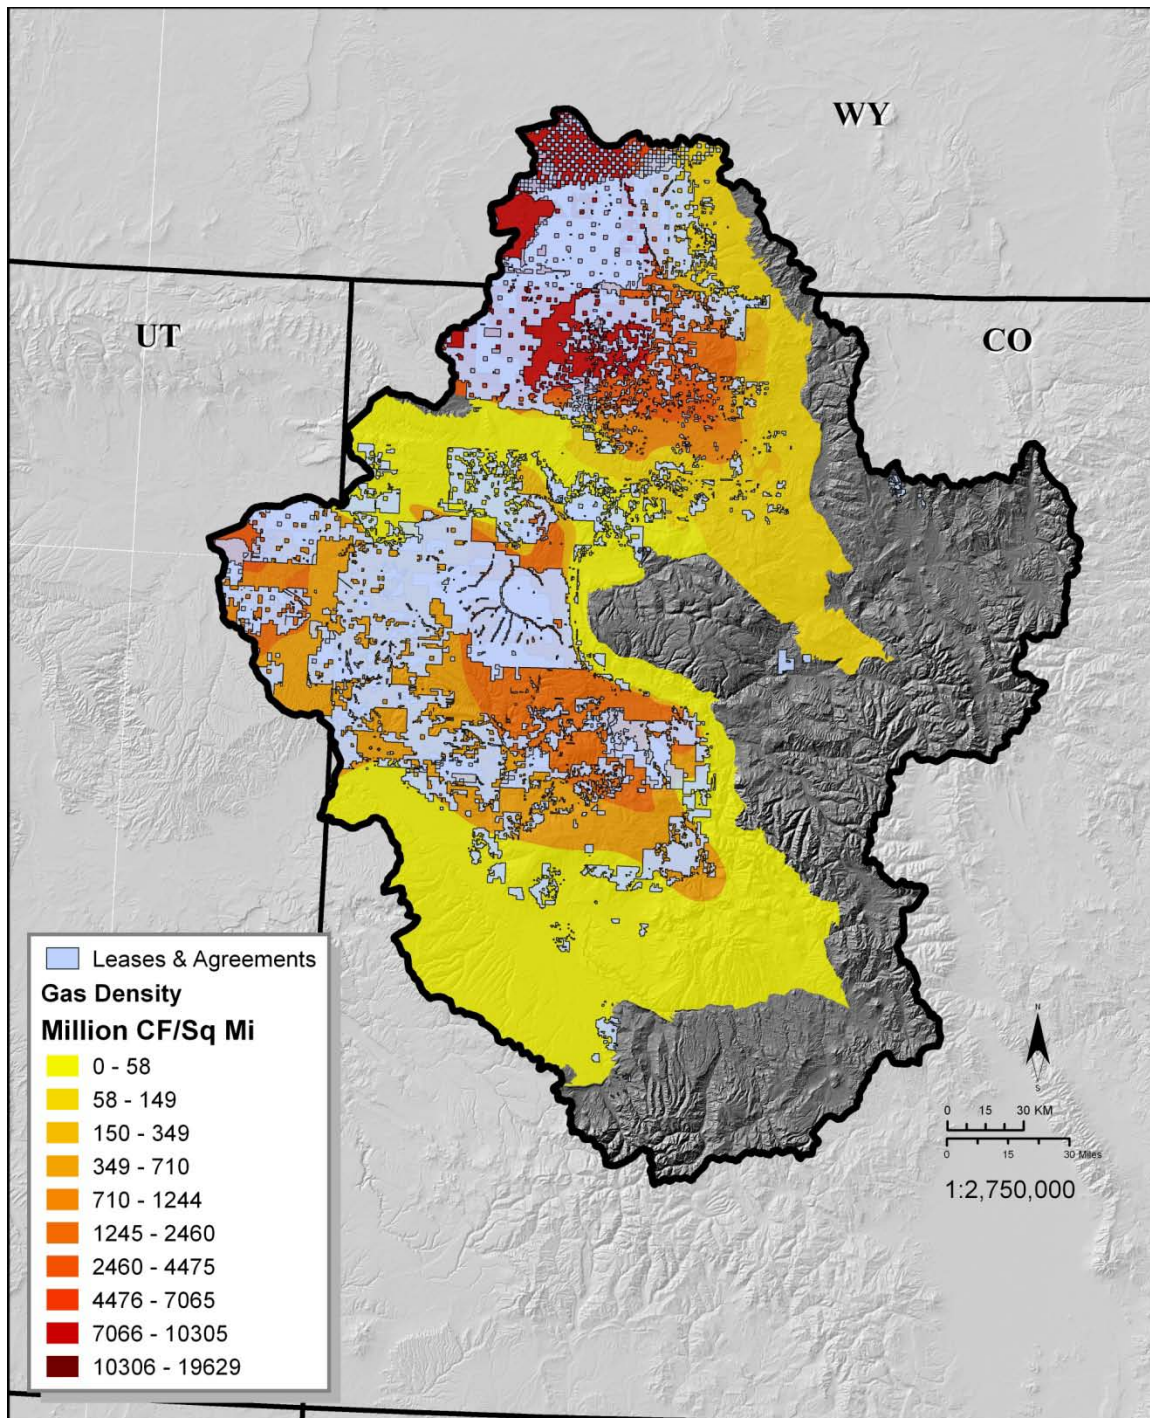 WY
UT
CO
Leases & Agreements
Gas Density
Million CF/Sq Mi
0 - 58
58 - 149
150 - 349
349 - 710
710 - 1244
1245 - 2460
2460 - 4475
4476 - 7065
7066 - 10305
10306 - 19629
N
S
0 15 30 KM
0 15 30 Miles
1:2,750,000